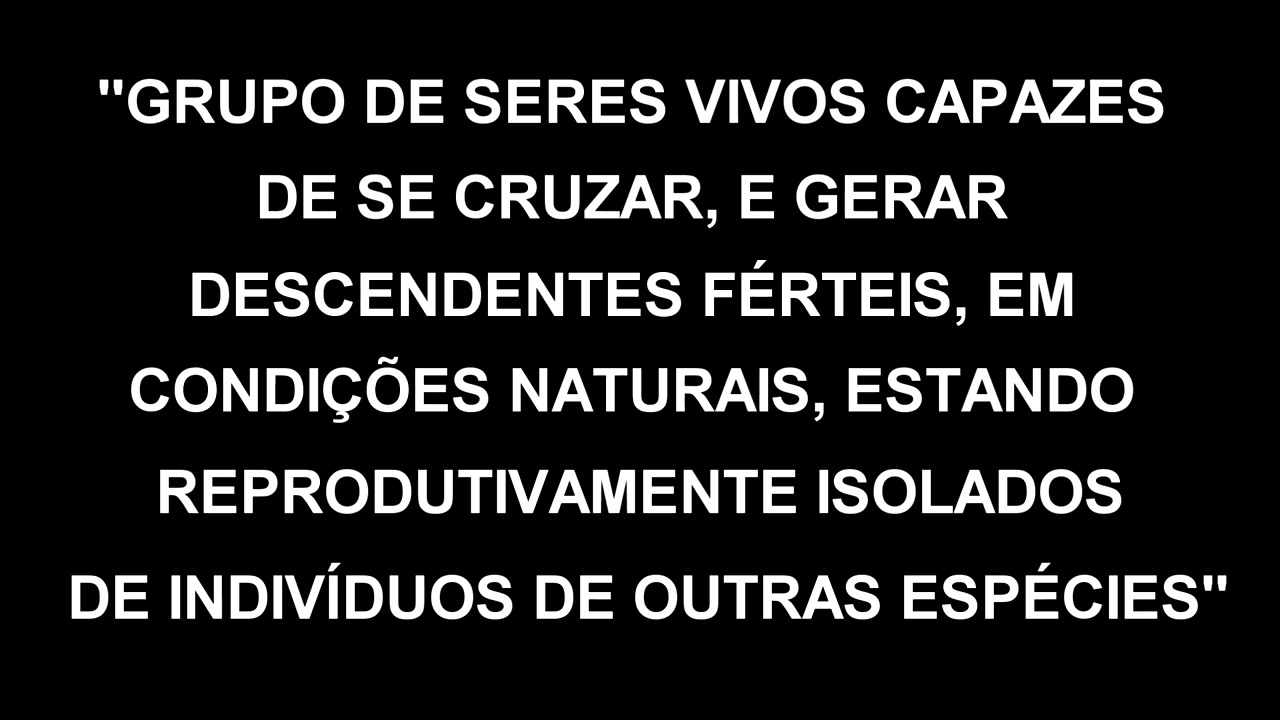 "GRUPO DE SERES VIVOS CAPAZES
DE SE CRUZAR, E GERAR
DESCENDENTES FÉRTEIS, EM
CONDIÇÕES NATURAIS, ESTANDO
REPRODUTIVAMENTE ISOLADOS
DE INDIVÍDUOS DE OUTRAS ESPÉCIES"